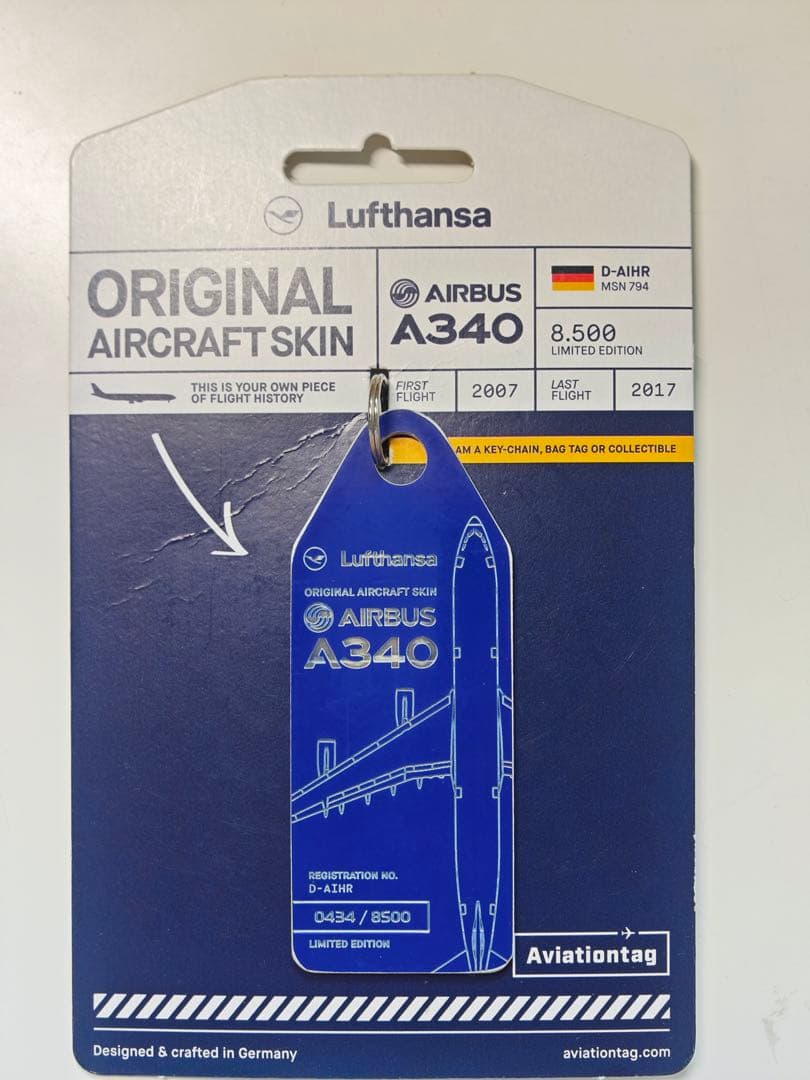 Lufthansa
ORIGINAL
AIRCRAFT SKIN
AIRBUS
A340
D-AIHR
MSN 794
8.500
LIMITED EDITION
THIS IS YOUR OWN PIECE
OF FLIGHT HISTORY
FIRST
FLIGHT
2007
LAST
FLIGHT
2017
AM A KEY-CHAIN, BAG TAG OR COLLECTIBLE
Lufthansa
ORIGINAL AIRCRAFT SKIN
AIRBUS
A340
REGISTRATION NO.
D-AIHR
0434 / 8500
LIMITED EDITION
Aviationtag
Designed & crafted in Germany
aviationtag.com